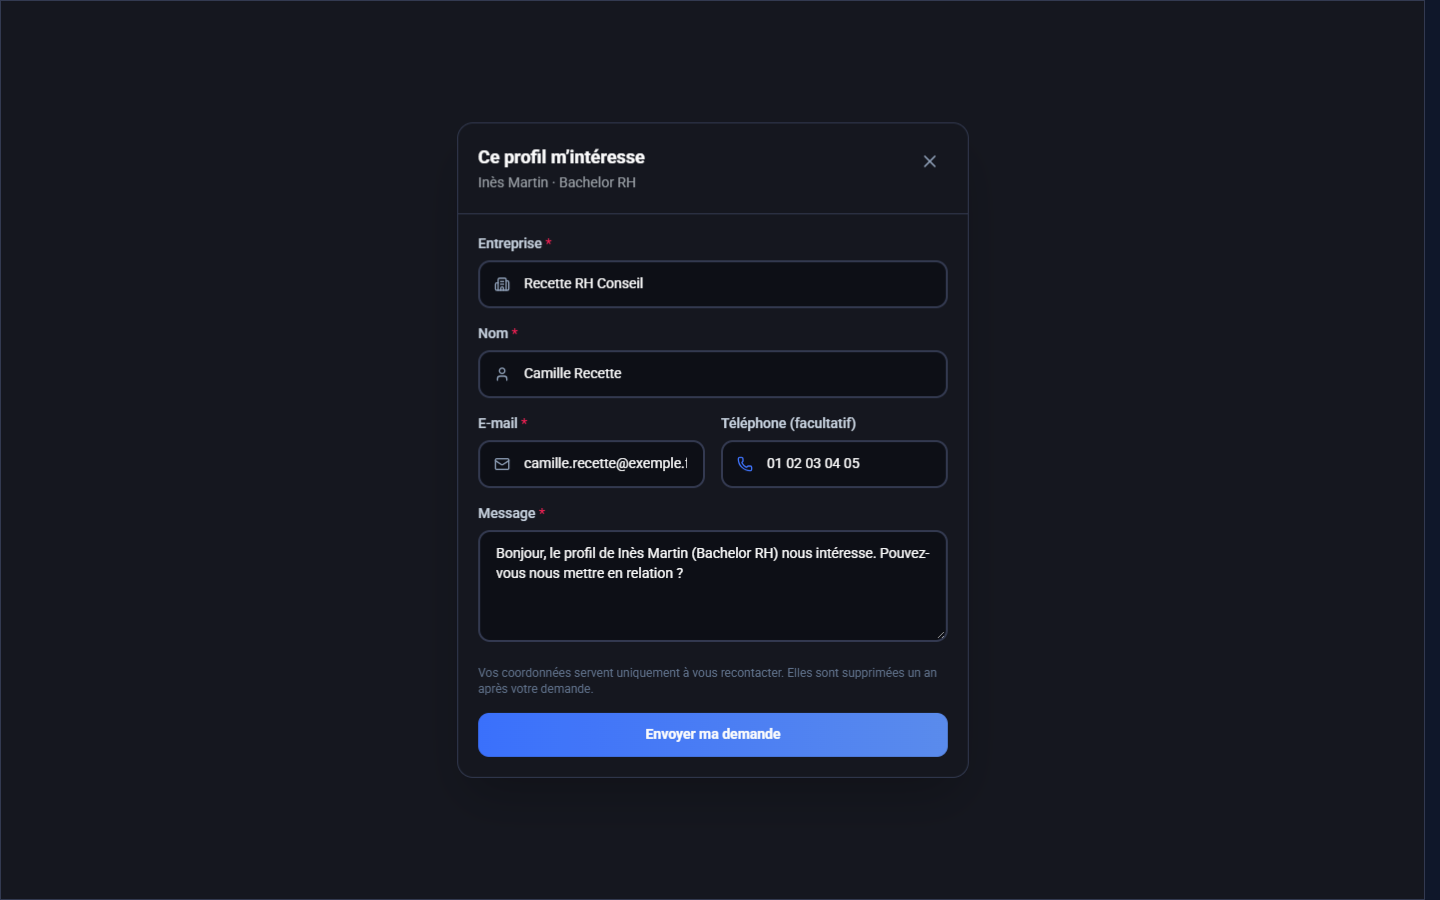 Ce profil m’intéresse
Inès Martin · Bachelor RH
Entreprise *
Recette RH Conseil
Nom *
Camille Recette
E-mail *
Téléphone (facultatif)
camille.recette@exemple.f
01 02 03 04 05
Message *
Bonjour, le profil de Inès Martin (Bachelor RH) nous intéresse. Pouvez-
vous nous mettre en relation ?
Vos coordonnées servent uniquement à vous recontacter. Elles sont supprimées un an
après votre demande.
Envoyer ma demande